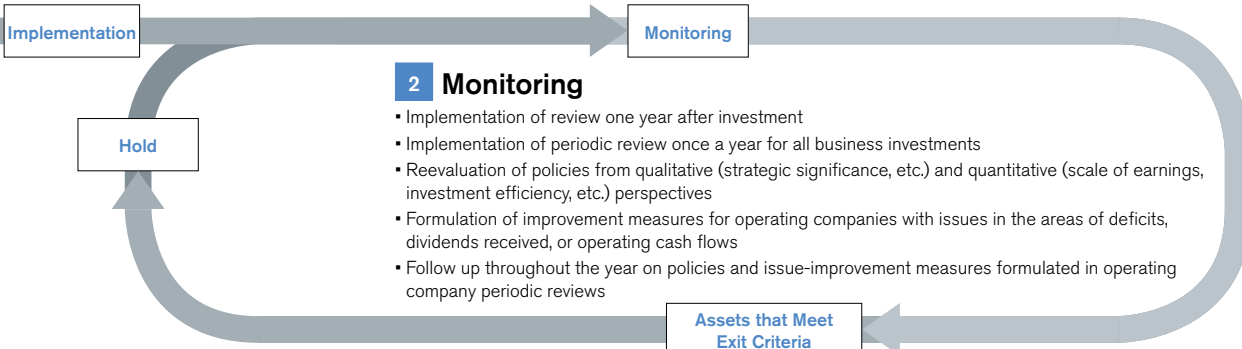 Implementation
Monitoring
2 Monitoring
▪ Implementation of review one year after investment
▪ Implementation of periodic review once a year for all business investments
Hold
▪ Reevaluation of policies from qualitative (strategic significance, etc.) and quantitative (scale of earnings,
investment efficiency, etc.) perspectives
▪ Formulation of improvement measures for operating companies with issues in the areas of deficits,
dividends received, or operating cash flows
▪ Follow up throughout the year on policies and issue-improvement measures formulated in operating
company periodic reviews
Assets that Meet
Exit Criteria